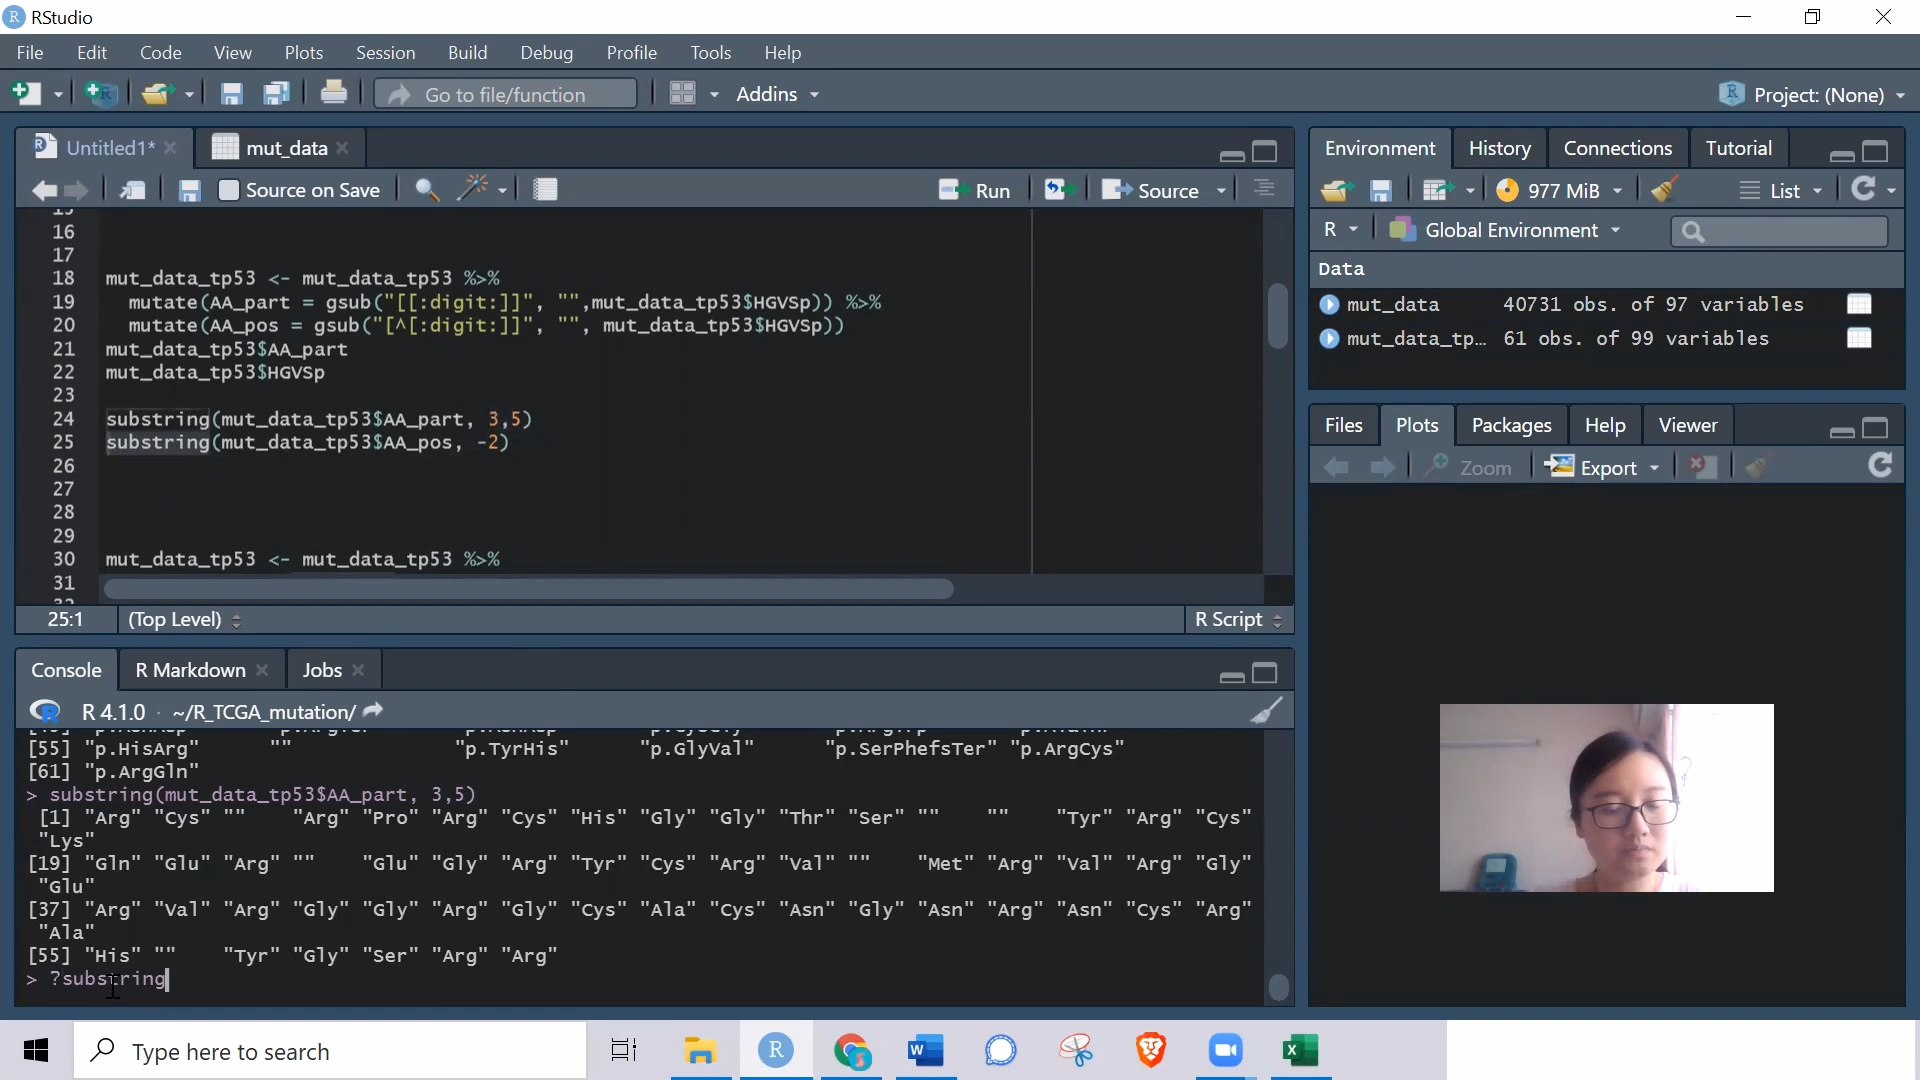 RStudio
File Edit Code View Plots Session Build Debug Profile Tools Help
Go to file/function Addins Project: (None)
Untitled1* mut_data
Source on Save Run Source
15
16
17
18 mut_data_tp53 <- mut_data_tp53 %>%
19 mutate(AA_part = gsub("[[:digit:]]", "",mut_data_tp53$HGVSp)) %>%
20 mutate(AA_pos = gsub("[^[:digit:]]", "", mut_data_tp53$HGVSp))
21 mut_data_tp53$AA_part
22 mut_data_tp53$HGVSp
23
24 substring(mut_data_tp53$AA_part, 3,5)
25 substring(mut_data_tp53$AA_pos, -2)
26
27
28
29
30 mut_data_tp53 <- mut_data_tp53 %>%
31
25:1 (Top Level) R Script
Console R Markdown Jobs
R 4.1.0 · ~/R_TCGA_mutation/
[55] "p.HisArg" "" "p.TyrHis" "p.GlyVal" "p.SerPhefsTer" "p.ArgCys"
[61] "p.ArgGln"
> substring(mut_data_tp53$AA_part, 3,5)
[1] "Arg" "Cys" "" "Arg" "Pro" "Arg" "Cys" "His" "Gly" "Gly" "Thr" "Ser" "" "" "Tyr" "Arg" "Cys"
"Lys"
[19] "Gln" "Glu" "Arg" "" "Glu" "Gly" "Arg" "Tyr" "Cys" "Arg" "Val" "" "Met" "Arg" "Val" "Arg" "Gly"
"Glu"
[37] "Arg" "Val" "Arg" "Gly" "Gly" "Arg" "Gly" "Cys" "Ala" "Cys" "Asn" "Gly" "Asn" "Arg" "Asn" "Cys" "Arg"
"Ala"
[55] "His" "" "Tyr" "Gly" "Ser" "Arg" "Arg"
> ?substring
Environment History Connections Tutorial
977 MiB List
R Global Environment
Data
mut_data 40731 obs. of 97 variables
mut_data_tp… 61 obs. of 99 variables
Files Plots Packages Help Viewer
Zoom Export
Type here to search